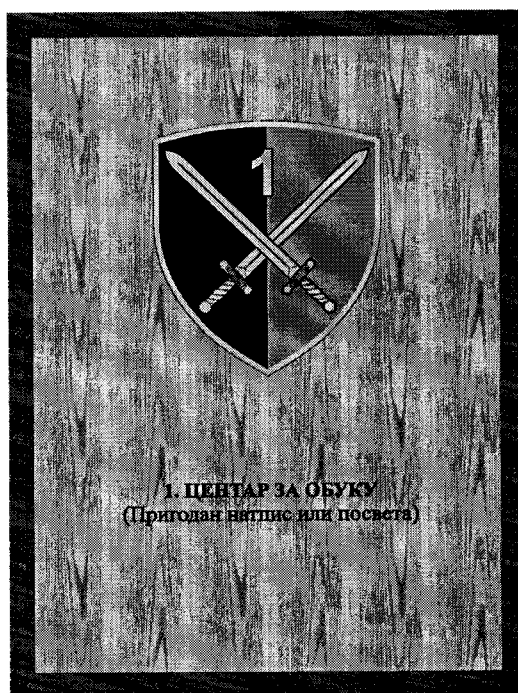 1
1. ЦЕНТАР ЗА ОБУКУ
(Пригодан натпис или посвета)